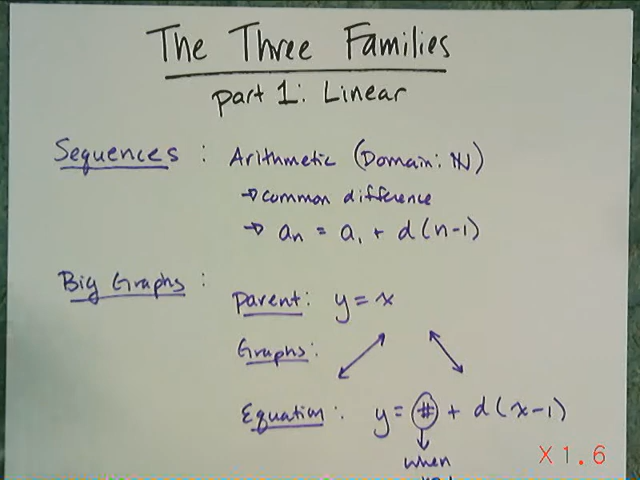 The Three Families
part 1: Linear
Sequences : Arithmetic (Domain: ℕ)
→ common difference
→ aₙ = a₁ + d(n-1)
Big Graphs :
parent: y = x
Graphs:
Equation: y = # + d(x-1)
when
X1.6